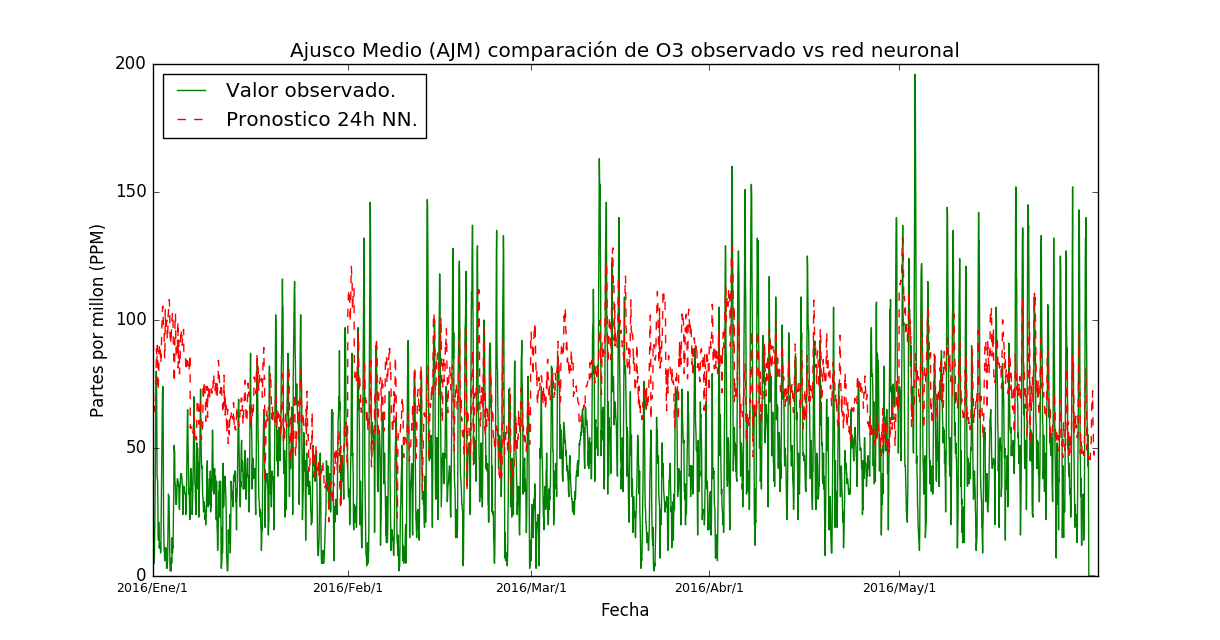 Ajusco Medio (AJM) comparación de O3 observado vs red neuronal
200
Valor observado.
Pronostico 24h NN.
150
Partes por millon (PPM)
100
50
0
2016/Ene/1 2016/Feb/1 2016/Mar/1 2016/Abr/1 2016/May/1
Fecha